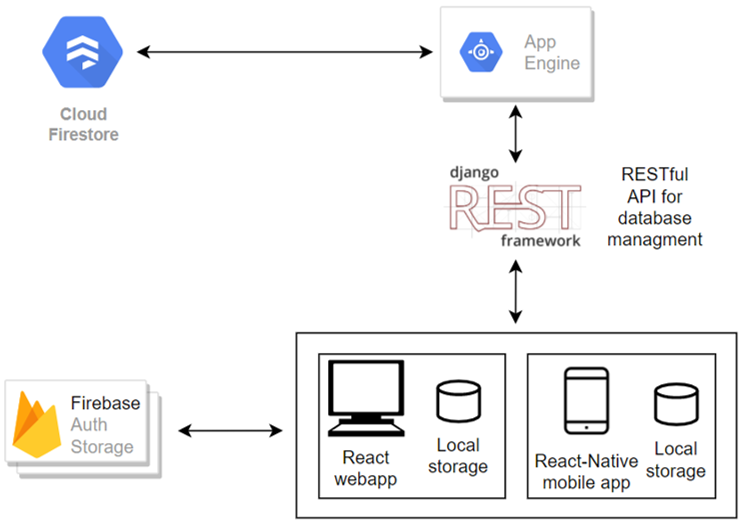 App
Engine
Cloud
Firestore
django
REST
framework
RESTful
API for
database
managment
Firebase
Auth
Storage
React
webapp
Local
storage
React-Native
mobile app
Local
storage